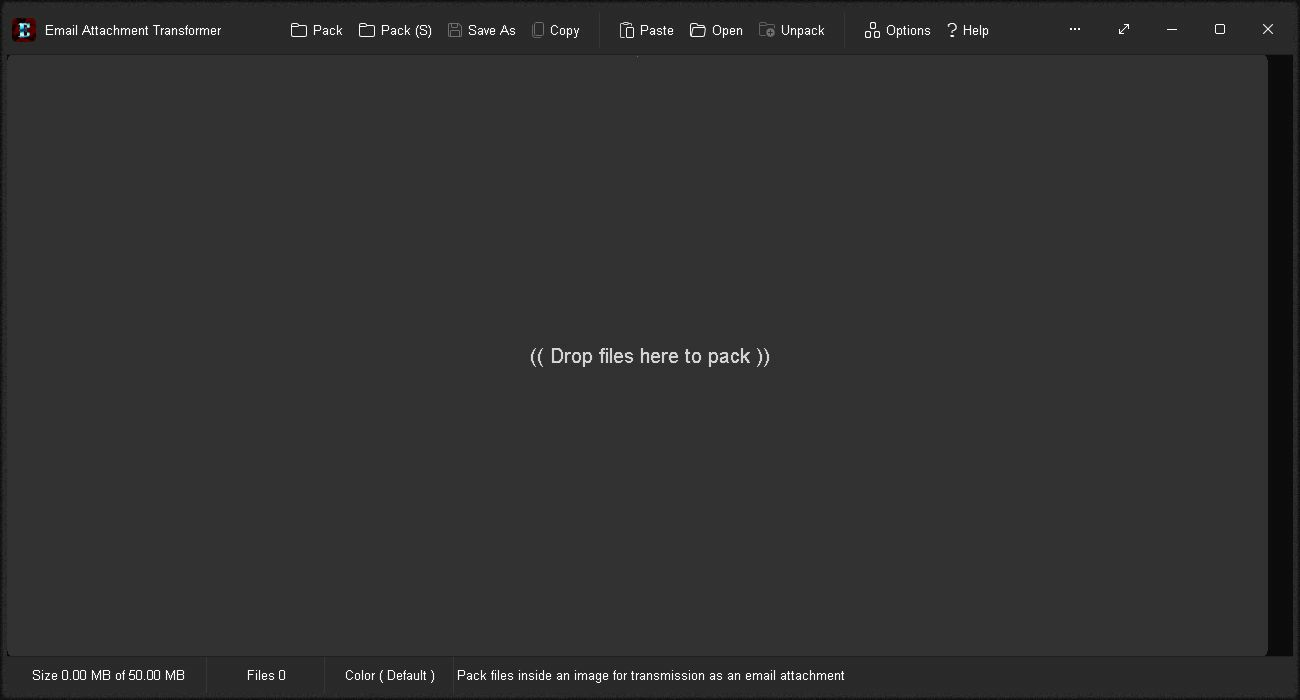 Email Attachment Transformer Pack Pack (S) Save As Copy Paste Open Unpack Options ? Help
(( Drop files here to pack ))
Size 0.00 MB of 50.00 MB Files 0 Color ( Default ) Pack files inside an image for transmission as an email attachment